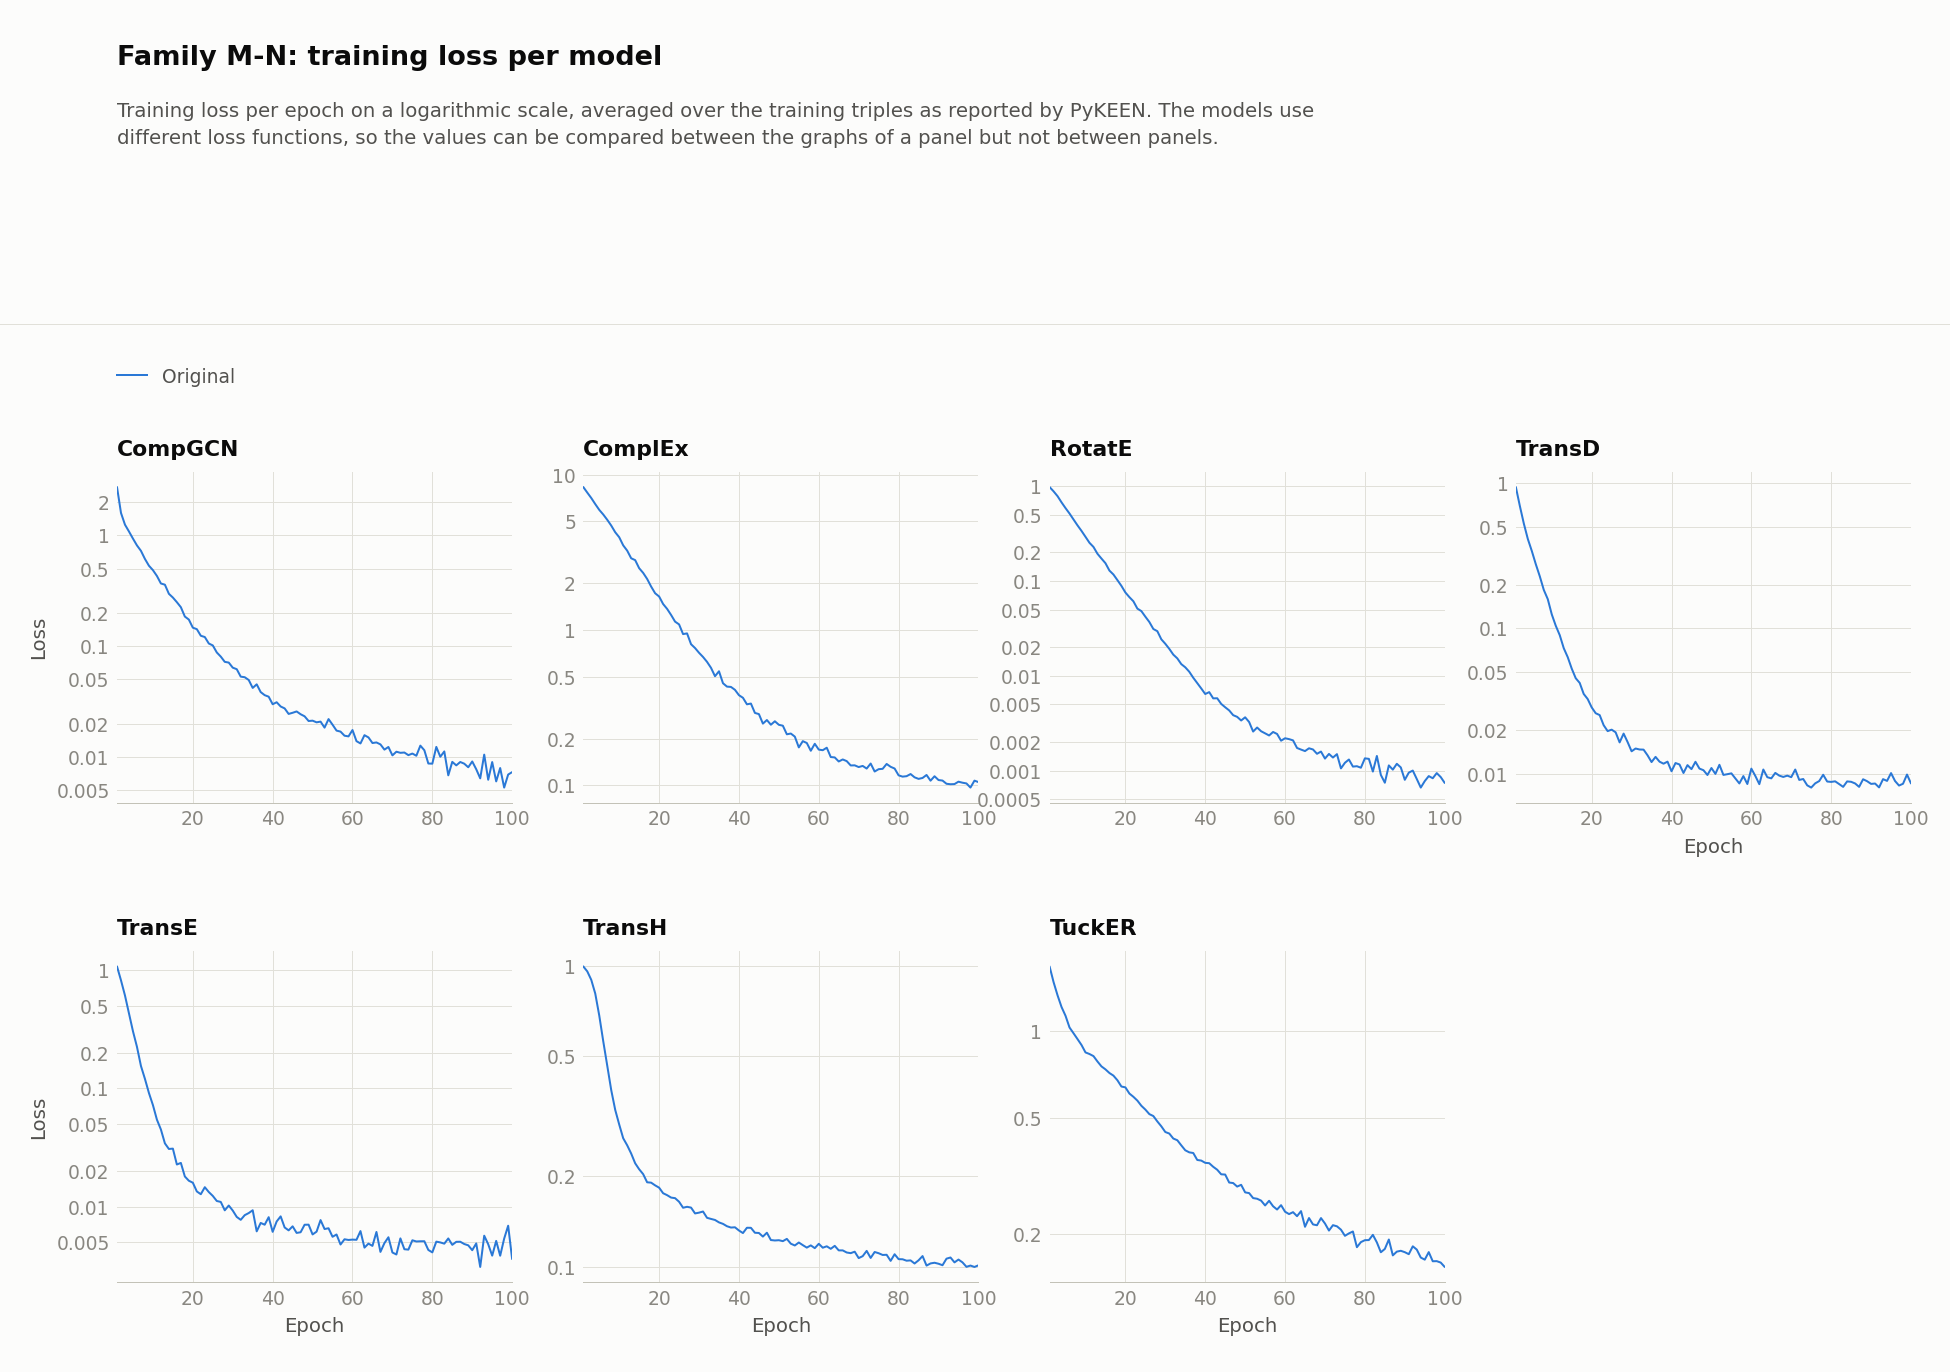 Family M-N: training loss per model
Training loss per epoch on a logarithmic scale, averaged over the training triples as reported by PyKEEN. The models use
different loss functions, so the values can be compared between the graphs of a panel but not between panels.
Original
CompGCN
2
1
0.5
0.2
0.1
0.05
0.02
0.01
0.005
Loss
20 40 60 80 100
ComplEx
10
5
2
1
0.5
0.2
0.1
20 40 60 80 100
RotatE
1
0.5
0.2
0.1
0.05
0.02
0.01
0.005
0.002
0.001
0.0005
20 40 60 80 100
TransD
1
0.5
0.2
0.1
0.05
0.02
0.01
20 40 60 80 100
Epoch
TransE
1
0.5
0.2
0.1
0.05
0.02
0.01
0.005
Loss
20 40 60 80 100
Epoch
TransH
1
0.5
0.2
0.1
20 40 60 80 100
Epoch
TuckER
1
0.5
0.2
20 40 60 80 100
Epoch